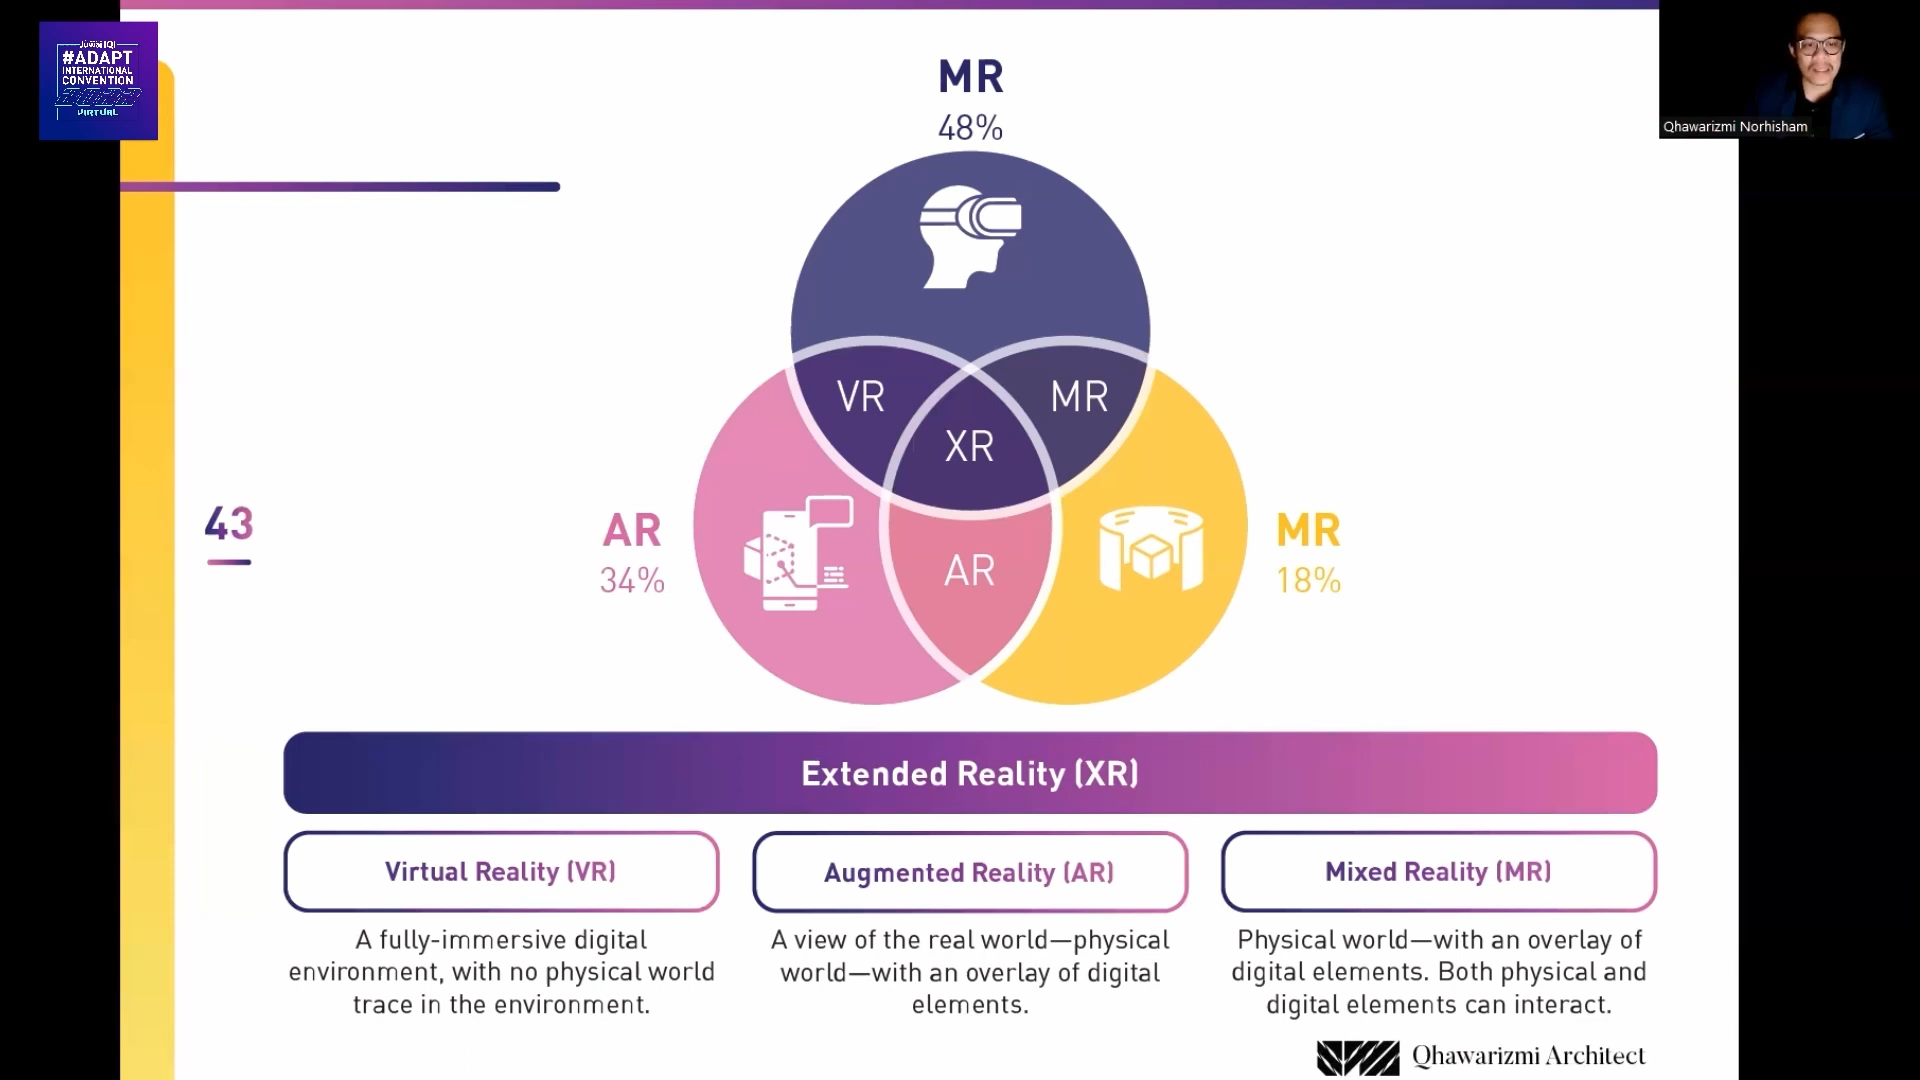 Juwai IQI
#ADAPT
INTERNATIONAL
CONVENTION
VIRTUAL
Qhawarizmi Norhisham
MR
48%
VR
MR
XR
43
AR
34%
AR
MR
18%
Extended Reality (XR)
Virtual Reality (VR)
A fully-immersive digital
environment, with no physical world
trace in the environment.
Augmented Reality (AR)
A view of the real world—physical
world—with an overlay of digital
elements.
Mixed Reality (MR)
Physical world—with an overlay of
digital elements. Both physical and
digital elements can interact.
Qhawarizmi Architect